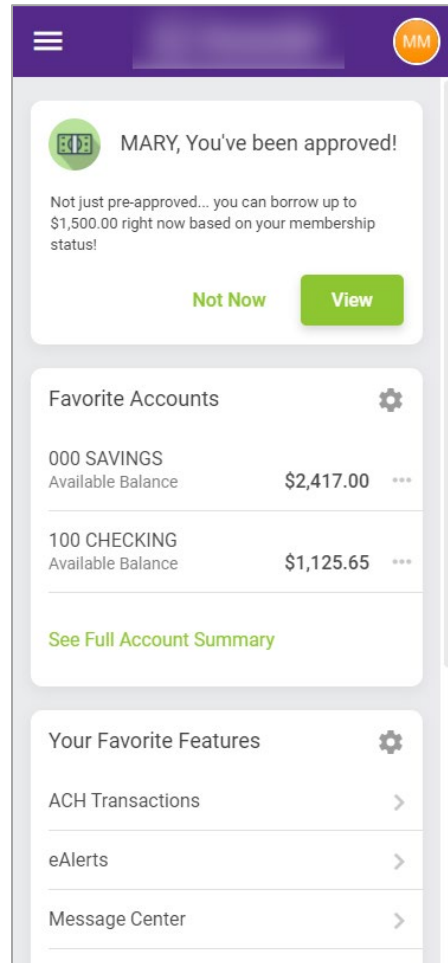 MM
MARY, You've been approved!
Not just pre-approved... you can borrow up to
$1,500.00 right now based on your membership
status!
Not Now View
Favorite Accounts
000 SAVINGS
Available Balance $2,417.00
100 CHECKING
Available Balance $1,125.65
See Full Account Summary
Your Favorite Features
ACH Transactions
eAlerts
Message Center